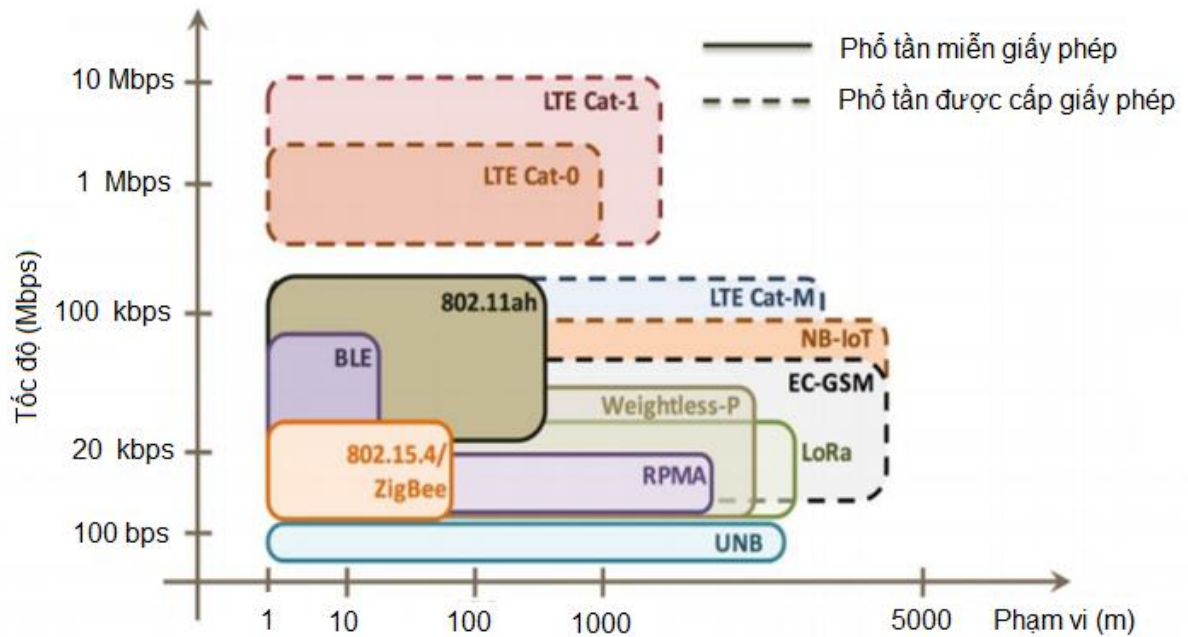 Phổ tần miễn giấy phép
Phổ tần được cấp giấy phép
Tốc độ (Mbps)
10 Mbps
1 Mbps
100 kbps
20 kbps
100 bps
LTE Cat-1
LTE Cat-0
802.11ah
LTE Cat-M
NB-IoT
BLE
EC-GSM
Weightless-P
802.15.4/
ZigBee
LoRa
RPMA
UNB
1
10
100
1000
5000
Phạm vi (m)